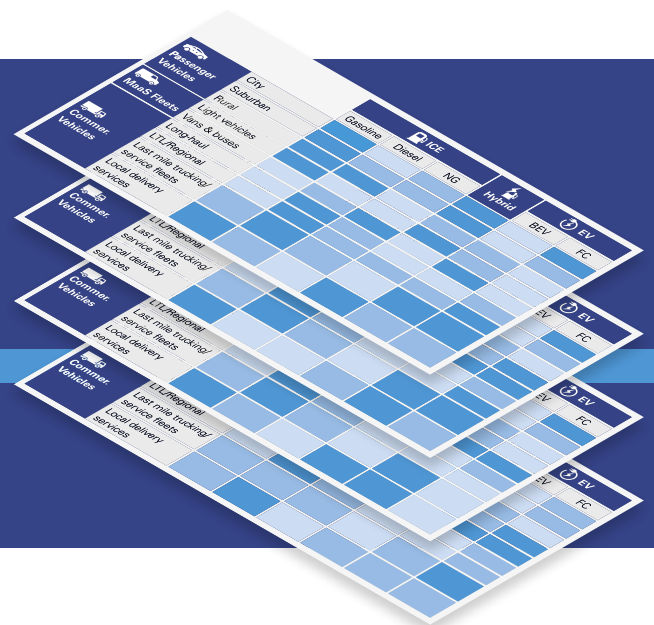 Passenger
Vehicles
MaaS Fleets
Commer.
Vehicles
City
Suburban
Rural
Light vehicles
Vans & buses
Long-haul
LTL/Regional
Last mile trucking/
service fleets
Local delivery
services
Gasoline
ICE
Diesel
NG
Hybrid
EV
BEV
FC
Commer.
Vehicles
LTL/Regional
Last mile trucking/
service fleets
Local delivery
services
EV
EV
FC
Commer.
Vehicles
LTL/Regional
Last mile trucking/
service fleets
Local delivery
services
EV
EV
FC
Commer.
Vehicles
LTL/Regional
Last mile trucking/
service fleets
Local delivery
services
EV
EV
FC